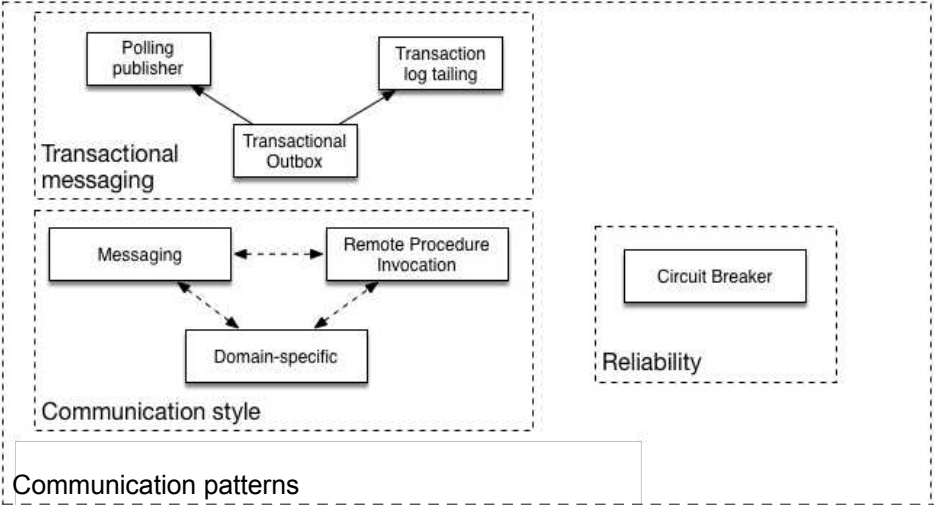 Polling
publisher
Transaction
log tailing
Transactional
Outbox
Transactional
messaging
Messaging
Remote Procedure
Invocation
Domain-specific
Communication style
Circuit Breaker
Reliability
Communication patterns